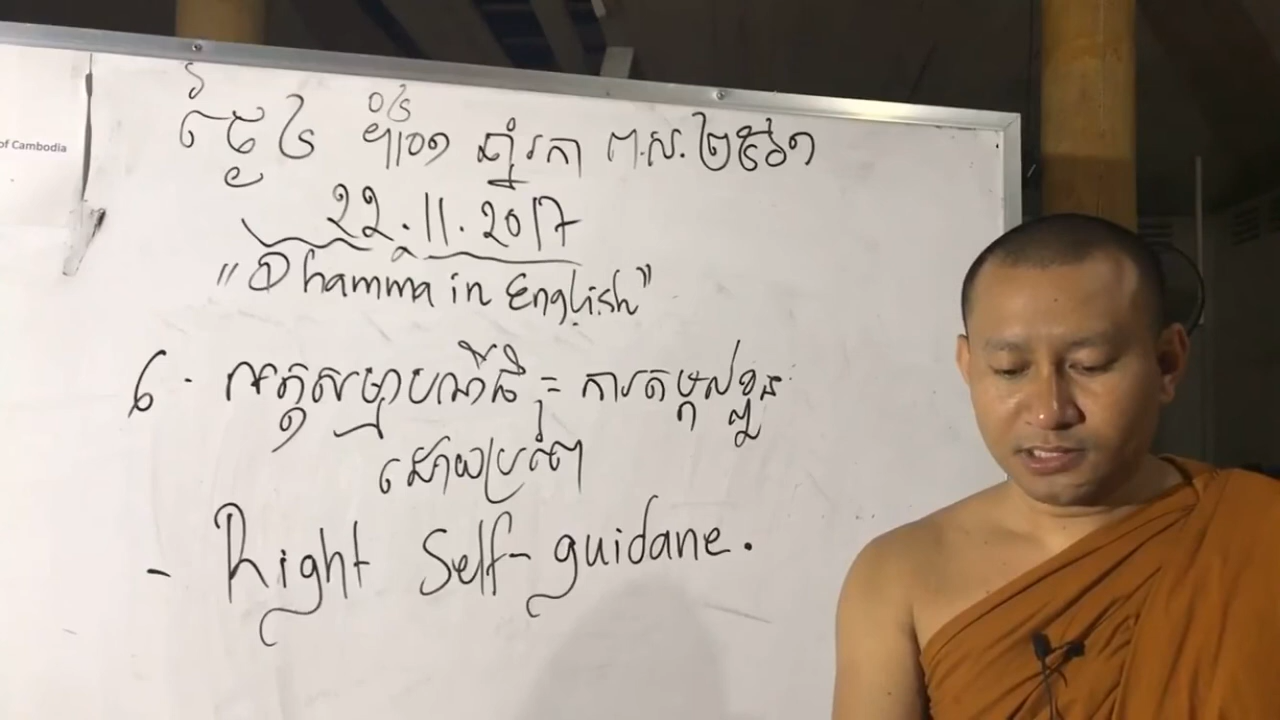 of Cambodia
ឆ្នាំរកា ព.ស.២៥៦១
22.11.2017
"Dhamma in English"
៦. អត្តសម្មាបណិធិ = ការតម្កល់ខ្លួន
ដោយប្រពៃ
- Right Self-guidane.